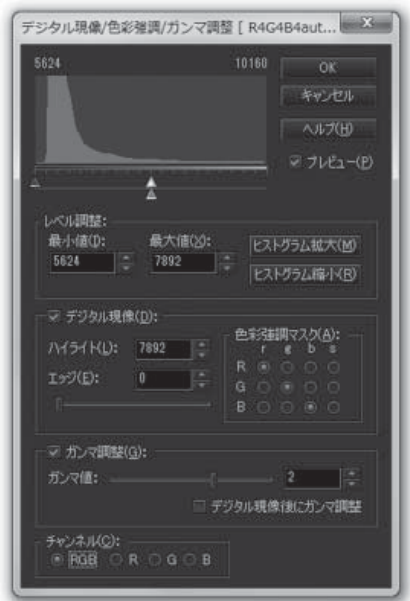 デジタル現像/色彩強調/ガンマ調整 [ R4G4B4aut...
5624 10160
OK
キャンセル
ヘルプ(H)
プレビュー(P)
レベル調整:
最小値(I): 最大値(X):
5624 7892
ヒストグラム拡大(M)
ヒストグラム縮小(R)
デジタル現像(D):
ハイライト(L): 7892
エッジ(E): 0
色彩強調マスク(A):
r g b s
R
G
B
ガンマ調整(G):
ガンマ値: 2
デジタル現像後にガンマ調整
チャンネル(C):
RGB R G B